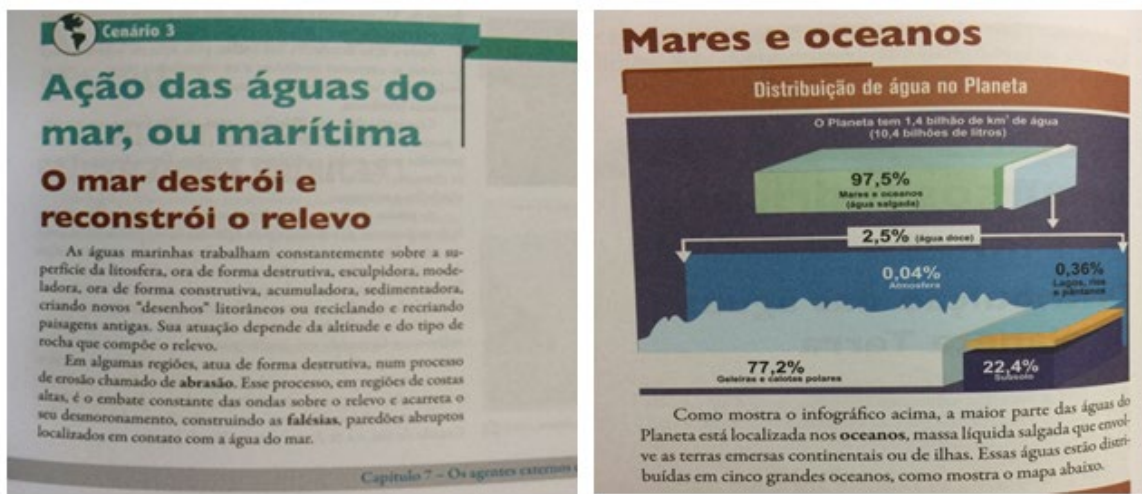 Cenário 3
Ação das águas do
mar, ou marítima
O mar destrói e
reconstrói o relevo
As águas marinhas trabalham constantemente sobre a su-
perfície da litosfera, ora de forma destrutiva, esculpidora, mode-
ladora, ora de forma construtiva, acumuladora, sedimentadora,
criando novos "desenhos" litorâneos ou reciclando e recriando
paisagens antigas. Sua atuação depende da altitude e do tipo de
rocha que compõe o relevo.
Em algumas regiões, atua de forma destrutiva, num processo
de erosão chamado de abrasão. Esse processo, em regiões de costas
altas, é o embate constante das ondas sobre o relevo e acarreta o
seu desmoronamento, construindo as falésias, paredões abruptos
localizados em contato com a água do mar.
Capítulo 7 – Os agentes externos
Mares e oceanos
Distribuição de água no Planeta
O Planeta tem 1,4 bilhão de km³ de água
(10,4 bilhões de litros)
97,5%
Mares e oceanos
(água salgada)
2,5% (água doce)
0,04%
Atmosfera
0,36%
Lagos, rios
e pântanos
77,2%
Geleiras e calotas polares
22,4%
Subsolo
Como mostra o infográfico acima, a maior parte das águas do
Planeta está localizada nos oceanos, massa líquida salgada que envol-
ve as terras emersas continentais ou de ilhas. Essas águas estão distri-
buídas em cinco grandes oceanos, como mostra o mapa abaixo.